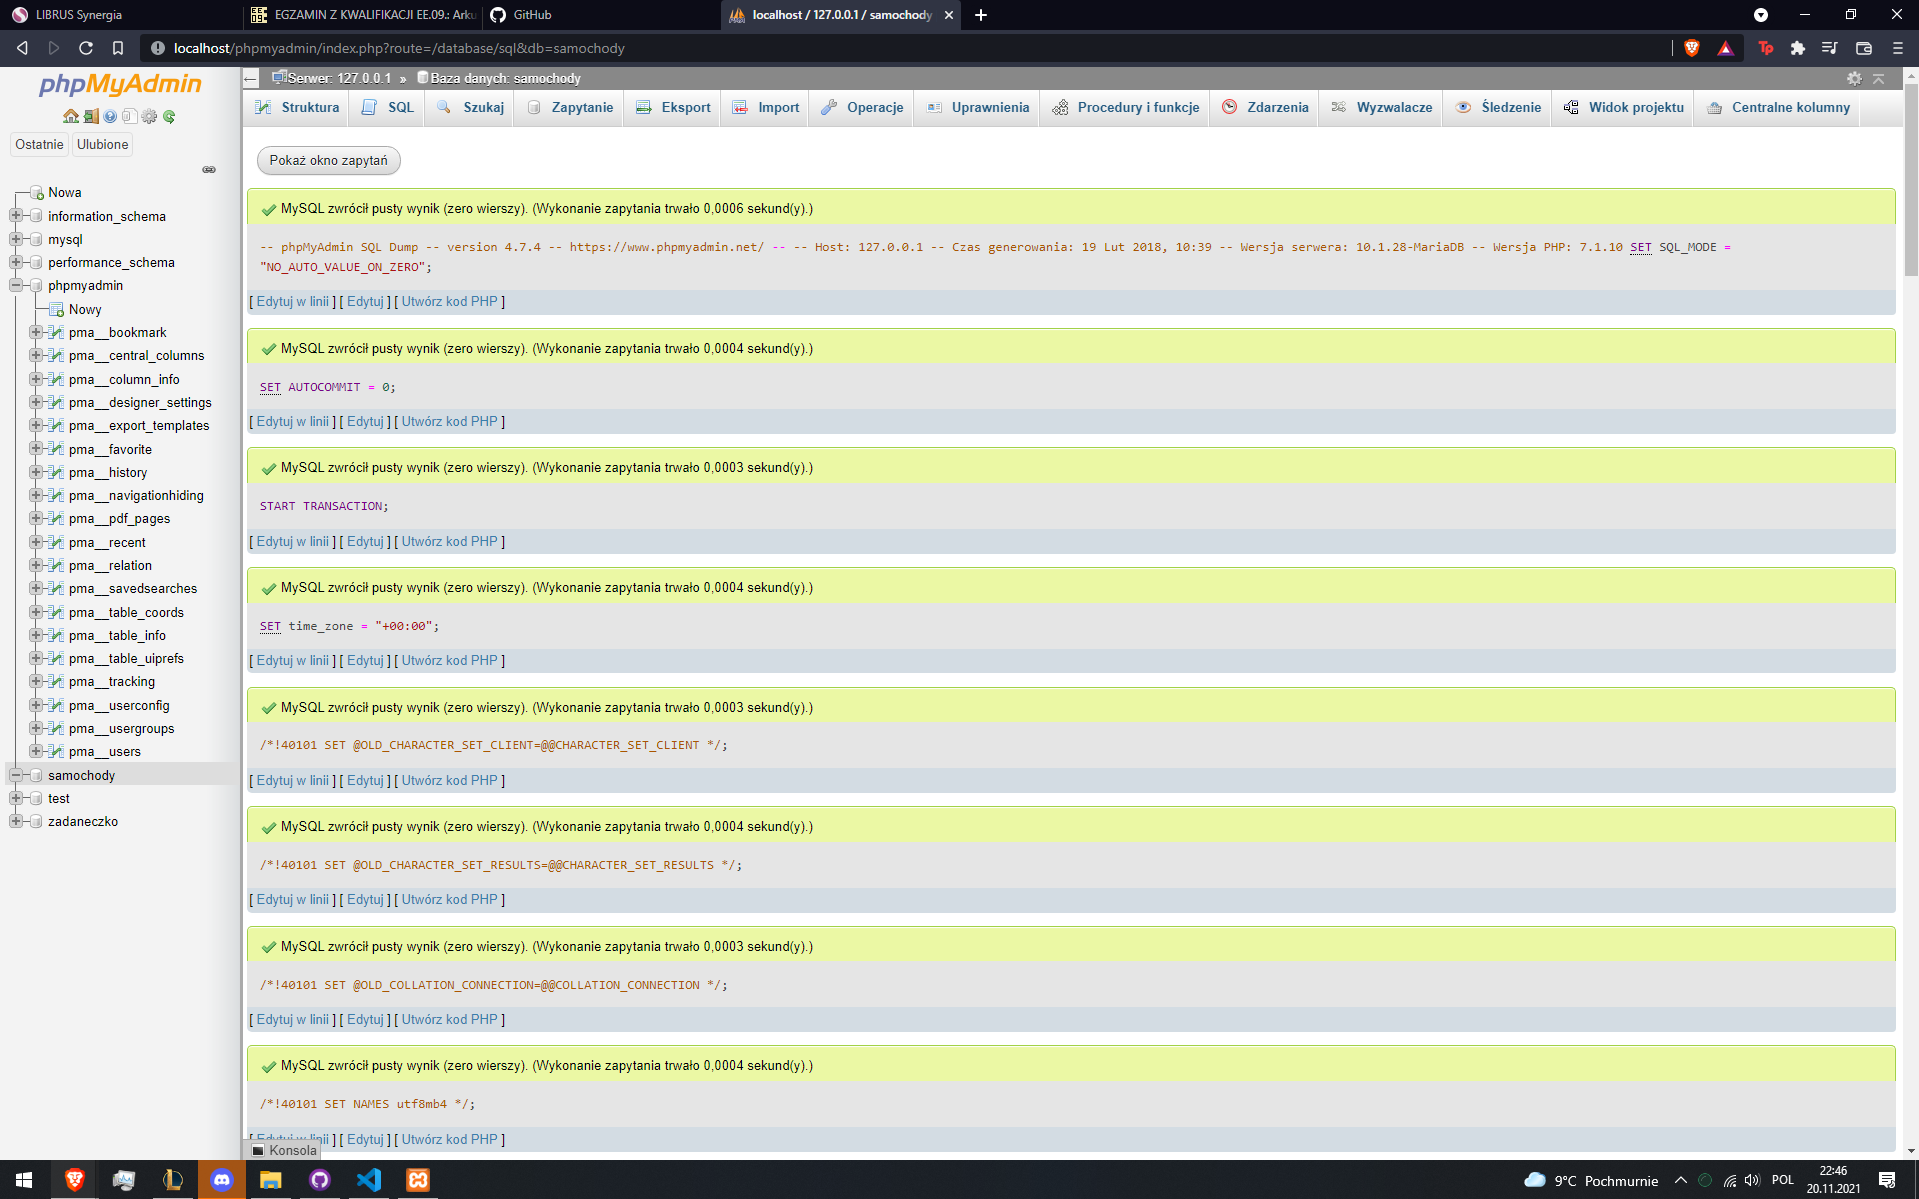 LIBRUS Synergia
EGZAMIN Z KWALIFIKACJI EE.09.: Arku
GitHub
localhost / 127.0.0.1 / samochody
localhost/phpmyadmin/index.php?route=/database/sql&db=samochody
phpMyAdmin
Ostatnie
Ulubione
Nowa
information_schema
mysql
performance_schema
phpmyadmin
Nowy
pma__bookmark
pma__central_columns
pma__column_info
pma__designer_settings
pma__export_templates
pma__favorite
pma__history
pma__navigationhiding
pma__pdf_pages
pma__recent
pma__relation
pma__savedsearches
pma__table_coords
pma__table_info
pma__table_uiprefs
pma__tracking
pma__userconfig
pma__usergroups
pma__users
samochody
test
zadaneczko
Serwer: 127.0.0.1 » Baza danych: samochody
Struktura
SQL
Szukaj
Zapytanie
Eksport
Import
Operacje
Uprawnienia
Procedury i funkcje
Zdarzenia
Wyzwalacze
Śledzenie
Widok projektu
Centralne kolumny
Pokaż okno zapytań
MySQL zwrócił pusty wynik (zero wierszy). (Wykonanie zapytania trwało 0,0006 sekund(y).)
-- phpMyAdmin SQL Dump -- version 4.7.4 -- https://www.phpmyadmin.net/ -- -- Host: 127.0.0.1 -- Czas generowania: 19 Lut 2018, 10:39 -- Wersja serwera: 10.1.28-MariaDB -- Wersja PHP: 7.1.10 SET SQL_MODE =
"NO_AUTO_VALUE_ON_ZERO";
[ Edytuj w linii ] [ Edytuj ] [ Utwórz kod PHP ]
MySQL zwrócił pusty wynik (zero wierszy). (Wykonanie zapytania trwało 0,0004 sekund(y).)
SET AUTOCOMMIT = 0;
[ Edytuj w linii ] [ Edytuj ] [ Utwórz kod PHP ]
MySQL zwrócił pusty wynik (zero wierszy). (Wykonanie zapytania trwało 0,0003 sekund(y).)
START TRANSACTION;
[ Edytuj w linii ] [ Edytuj ] [ Utwórz kod PHP ]
MySQL zwrócił pusty wynik (zero wierszy). (Wykonanie zapytania trwało 0,0004 sekund(y).)
SET time_zone = "+00:00";
[ Edytuj w linii ] [ Edytuj ] [ Utwórz kod PHP ]
MySQL zwrócił pusty wynik (zero wierszy). (Wykonanie zapytania trwało 0,0003 sekund(y).)
/*!40101 SET @OLD_CHARACTER_SET_CLIENT=@@CHARACTER_SET_CLIENT */;
[ Edytuj w linii ] [ Edytuj ] [ Utwórz kod PHP ]
MySQL zwrócił pusty wynik (zero wierszy). (Wykonanie zapytania trwało 0,0004 sekund(y).)
/*!40101 SET @OLD_CHARACTER_SET_RESULTS=@@CHARACTER_SET_RESULTS */;
[ Edytuj w linii ] [ Edytuj ] [ Utwórz kod PHP ]
MySQL zwrócił pusty wynik (zero wierszy). (Wykonanie zapytania trwało 0,0003 sekund(y).)
/*!40101 SET @OLD_COLLATION_CONNECTION=@@COLLATION_CONNECTION */;
[ Edytuj w linii ] [ Edytuj ] [ Utwórz kod PHP ]
MySQL zwrócił pusty wynik (zero wierszy). (Wykonanie zapytania trwało 0,0004 sekund(y).)
/*!40101 SET NAMES utf8mb4 */;
[ Edytuj w linii ] [ Edytuj ] [ Utwórz kod PHP ]
Konsola
9°C Pochmurnie
POL
22:46
20.11.2021